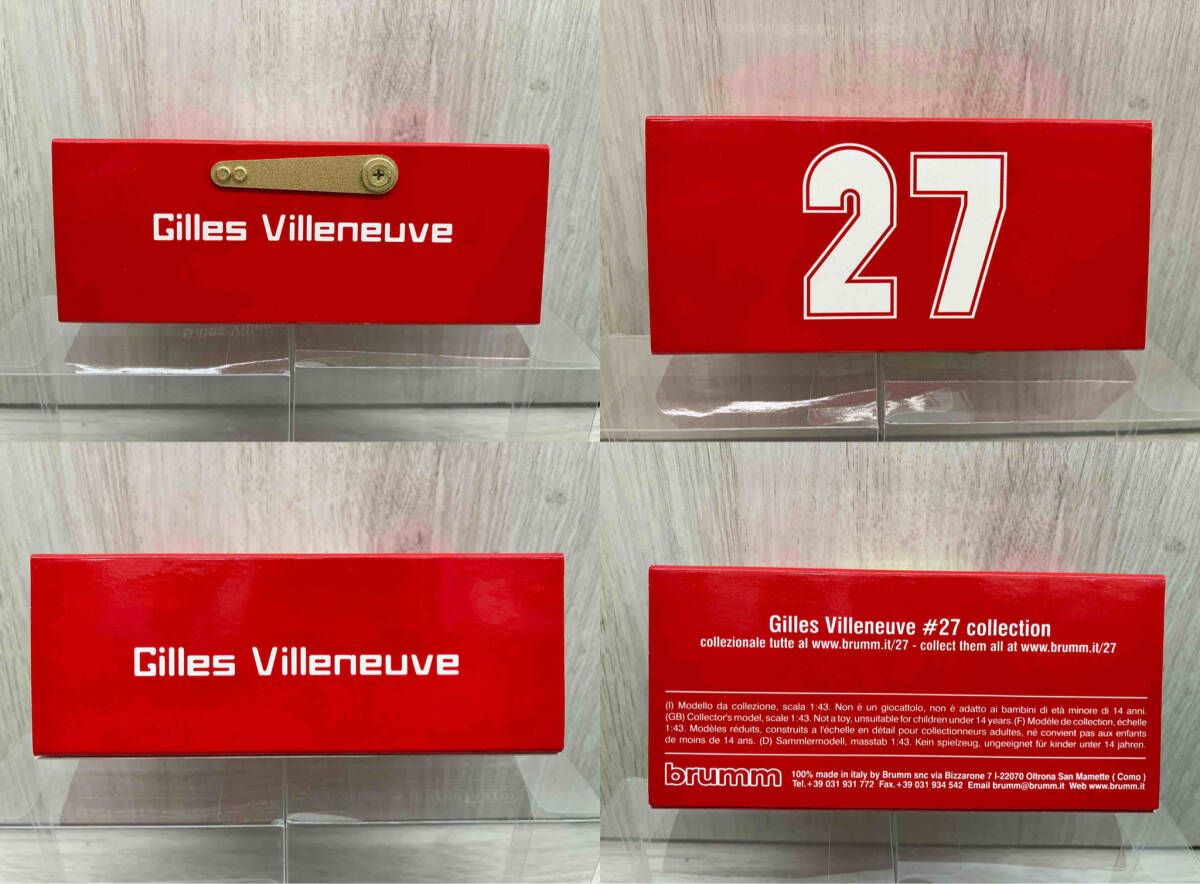 Gilles Villeneuve
27
Gilles Villeneuve
Gilles Villeneuve #27 collection
collezionale tutte al www.brumm.it/27 - collect them all at www.brumm.it/27
(I) Modello da collezione, scala 1:43. Non è un giocattolo, non è adatto ai bambini di età minore di 14 anni.
(GB) Collector's model, scale 1:43. Not a toy, unsuitable for children under 14 years. (F) Modèle de collection, échelle
1:43. Modèles réduits, construits a l'échelle en détail pour collectionneurs adultes, né convient pas aux enfants
de moins de 14 ans. (D) Sammlermodell, masstab 1:43. Kein spielzeug, ungeeignet für kinder unter 14 jahren.
brumm 100% made in italy by Brumm snc via Bizzarone 7 I-22070 Oltrona San Mamette ( Como )
Tel.+39 031 931 772 Fax.+39 031 934 542 Email brumm@brumm.it Web www.brumm.it